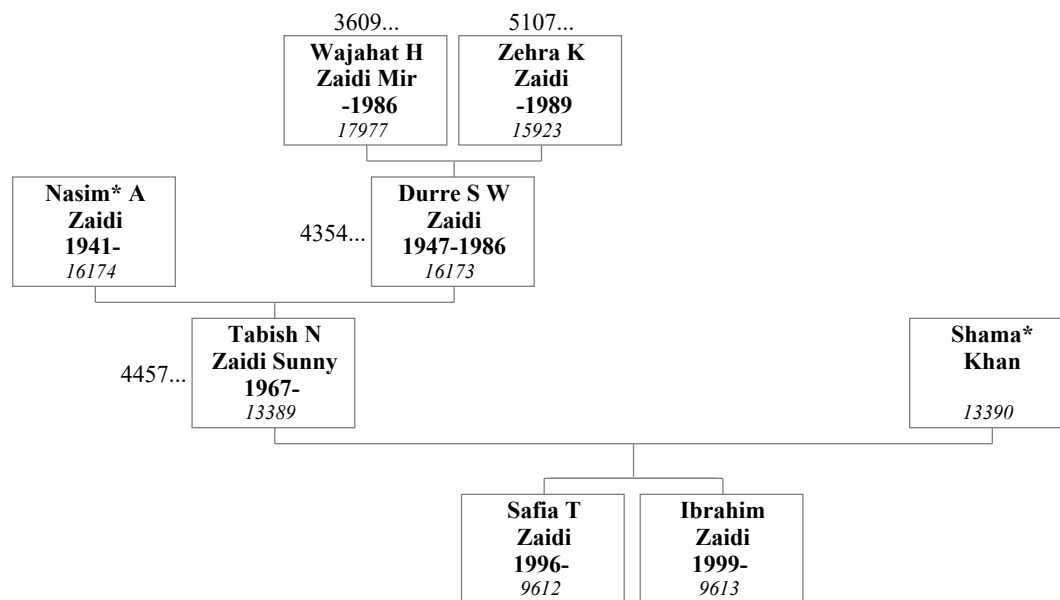 3609...
Wajahat H
Zaidi Mir
-1986
17977
5107...
Zehra K
Zaidi
-1989
15923
Nasim* A
Zaidi
1941-
16174
4354...
Durre S W
Zaidi
1947-1986
16173
4457...
Tabish N
Zaidi Sunny
1967-
13389
Shama*
Khan
13390
Safia T
Zaidi
1996-
9612
Ibrahim
Zaidi
1999-
9613